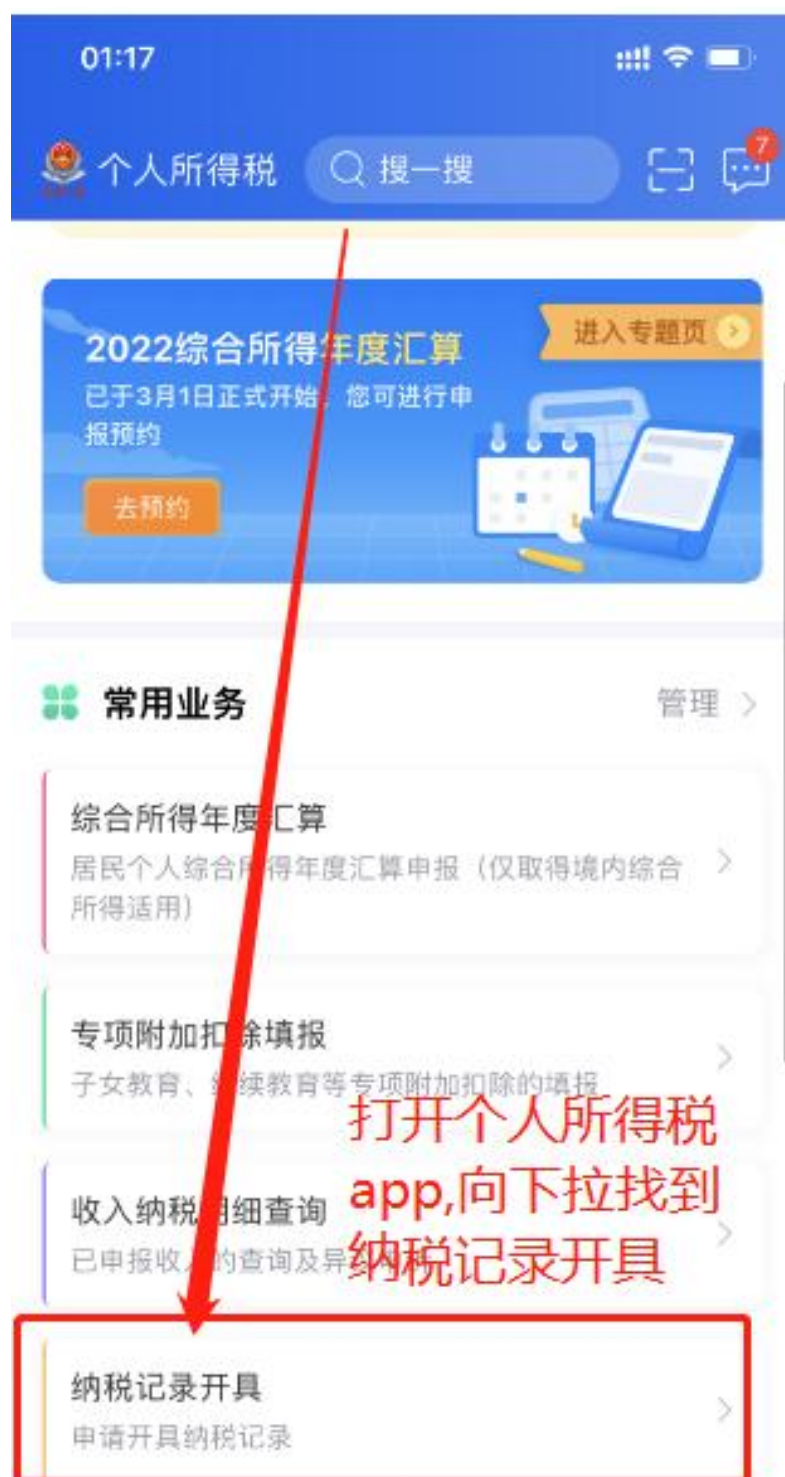 01:17
个人所得税
搜一搜
7
2022综合所得年度汇算
进入专题页
已于3月1日正式开始,您可进行申
报预约
去预约
常用业务
管理
综合所得年度汇算
居民个人综合所得年度汇算申报(仅取得境内综合
所得适用)
专项附加扣除填报
子女教育、继续教育等专项附加扣除的填报
打开个人所得税
app,向下拉找到
纳税记录开具
收入纳税明细查询
已申报收入的查询及异
纳税记录开具
申请开具纳税记录